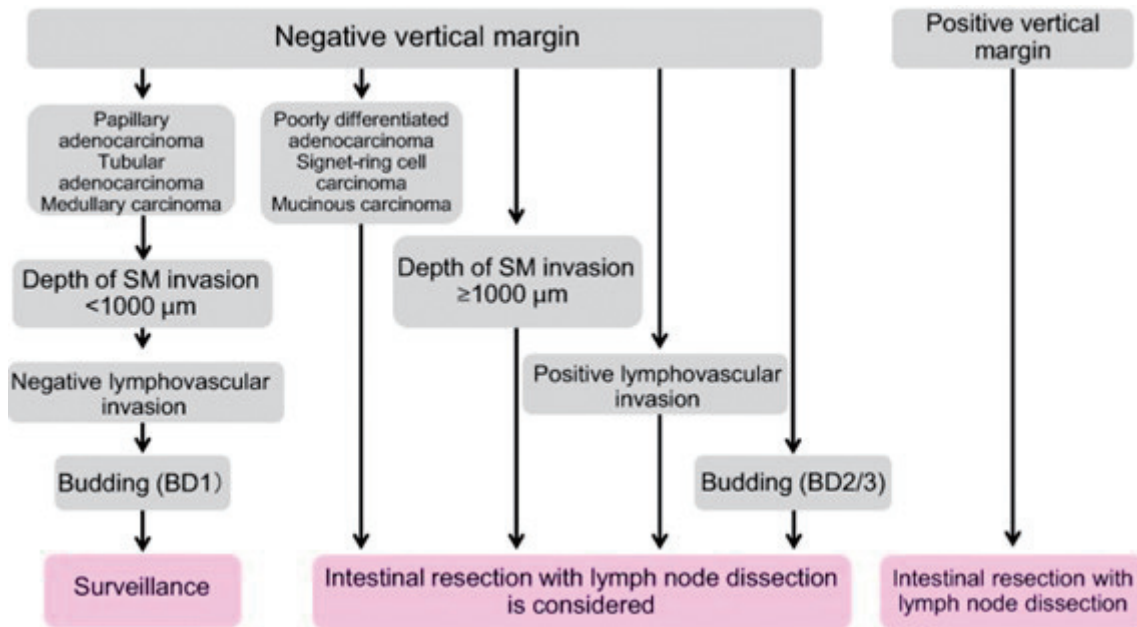 Negative vertical margin
Positive vertical
margin
Papillary
adenocarcinoma
Tubular
adenocarcinoma
Medullary carcinoma
Poorly differentiated
adenocarcinoma
Signet-ring cell
carcinoma
Mucinous carcinoma
Depth of SM invasion
<1000 μm
Depth of SM invasion
≥1000 μm
Negative lymphovascular
invasion
Positive lymphovascular
invasion
Budding (BD1)
Budding (BD2/3)
Surveillance
Intestinal resection with lymph node dissection
is considered
Intestinal resection with
lymph node dissection